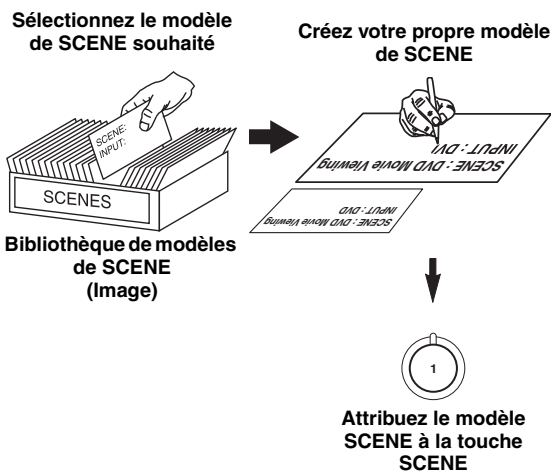 Sélectionnez le modèle
de SCENE souhaité
SCENE:
INPUT:
SCENES
Bibliothèque de modèles
de SCENE
(Image)
Créez votre propre modèle
de SCENE
SCENE : DVD Movie Viewing
INPUT : DV
SCENE : DVD Movie Viewing
INPUT : DVD
1
Attribuez le modèle
SCENE à la touche
SCENE